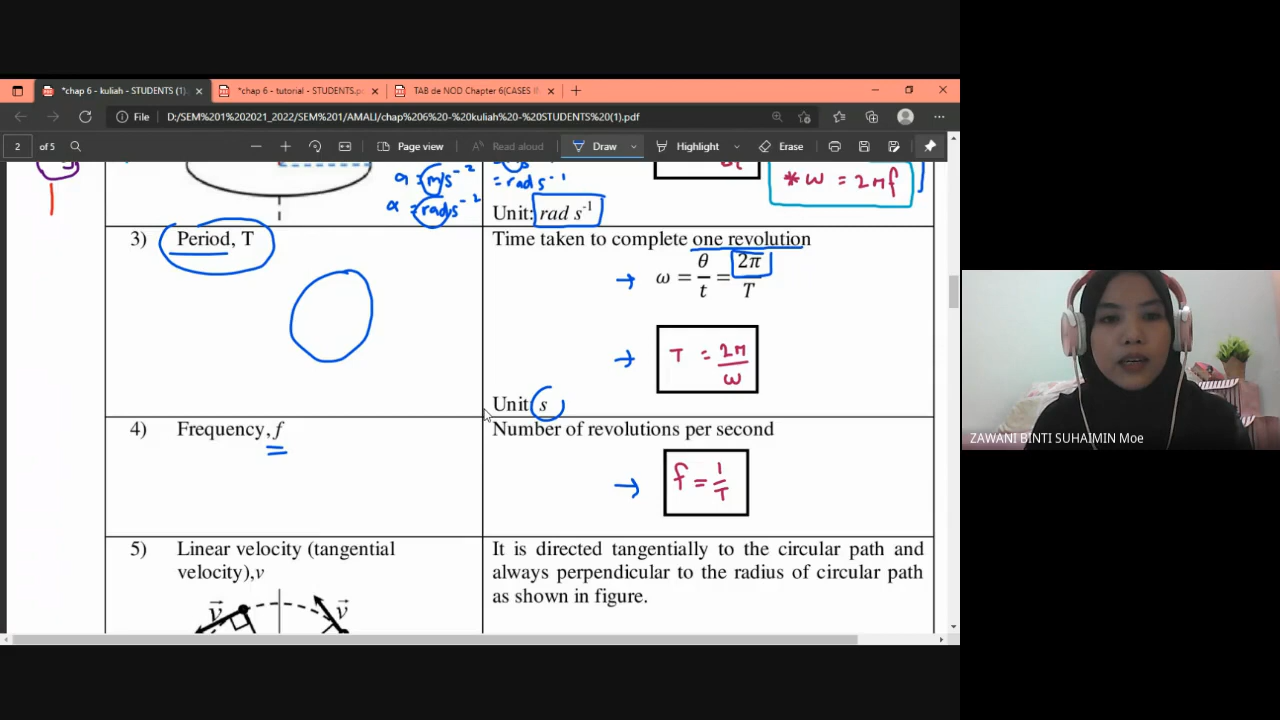 *chap 6 - kuliah - STUDENTS (1).
*chap 6 - tutorial - STUDENTS.p
TAB de NOD Chapter 6(CASES I
File
D:/SEM%201%202021_2022/SEM%201/AMALI/chap%206%20-%20kuliah%20-%20STUDENTS%20(1).pdf
2 of 5
Page view
Read aloud
Draw
Highlight
Erase
a = m/s⁻²
= rad s⁻¹
* ω = 2πf
α = rad s⁻²
Unit: rad s⁻¹
3) Period, T
Time taken to complete one revolution
ω = θ/t = 2π/T
T = 2π/ω
Unit s
4) Frequency, f
Number of revolutions per second
f = 1/T
5) Linear velocity (tangential
velocity),v
It is directed tangentially to the circular path and
always perpendicular to the radius of circular path
as shown in figure.
v⃗
v⃗
ZAWANI BINTI SUHAIMIN Moe